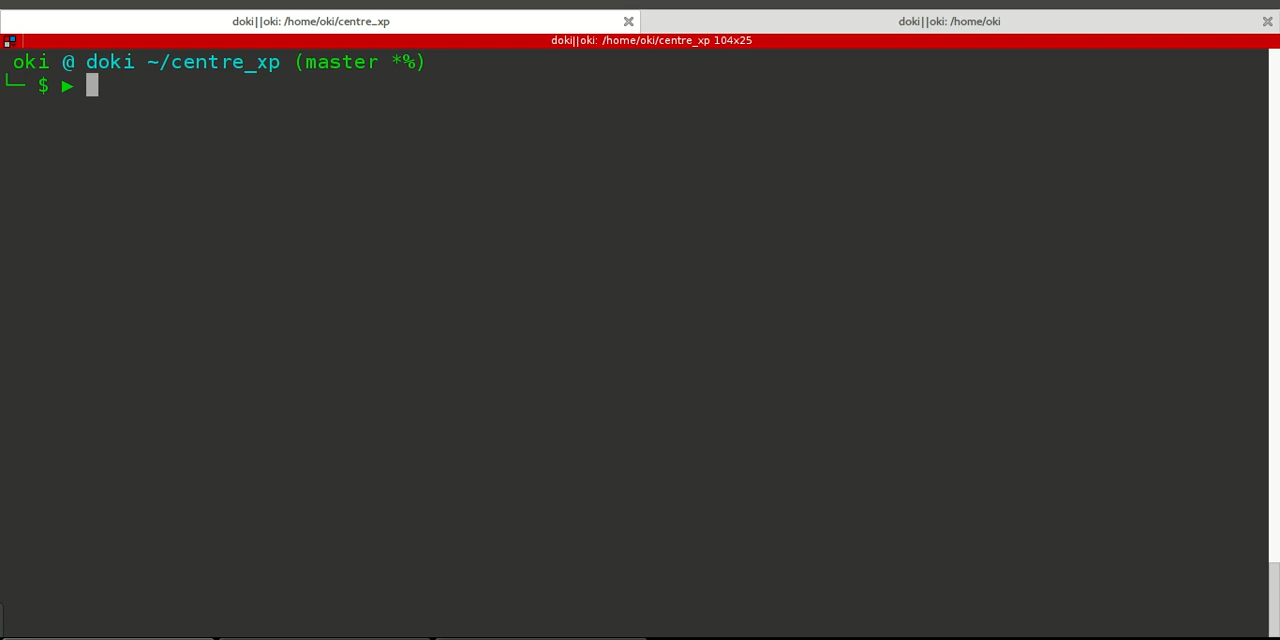 doki||oki: /home/oki/centre_xp
doki||oki: /home/oki
doki||oki: /home/oki/centre_xp 104x25
oki @ doki ~/centre_xp (master *%)
└─ $ ▶